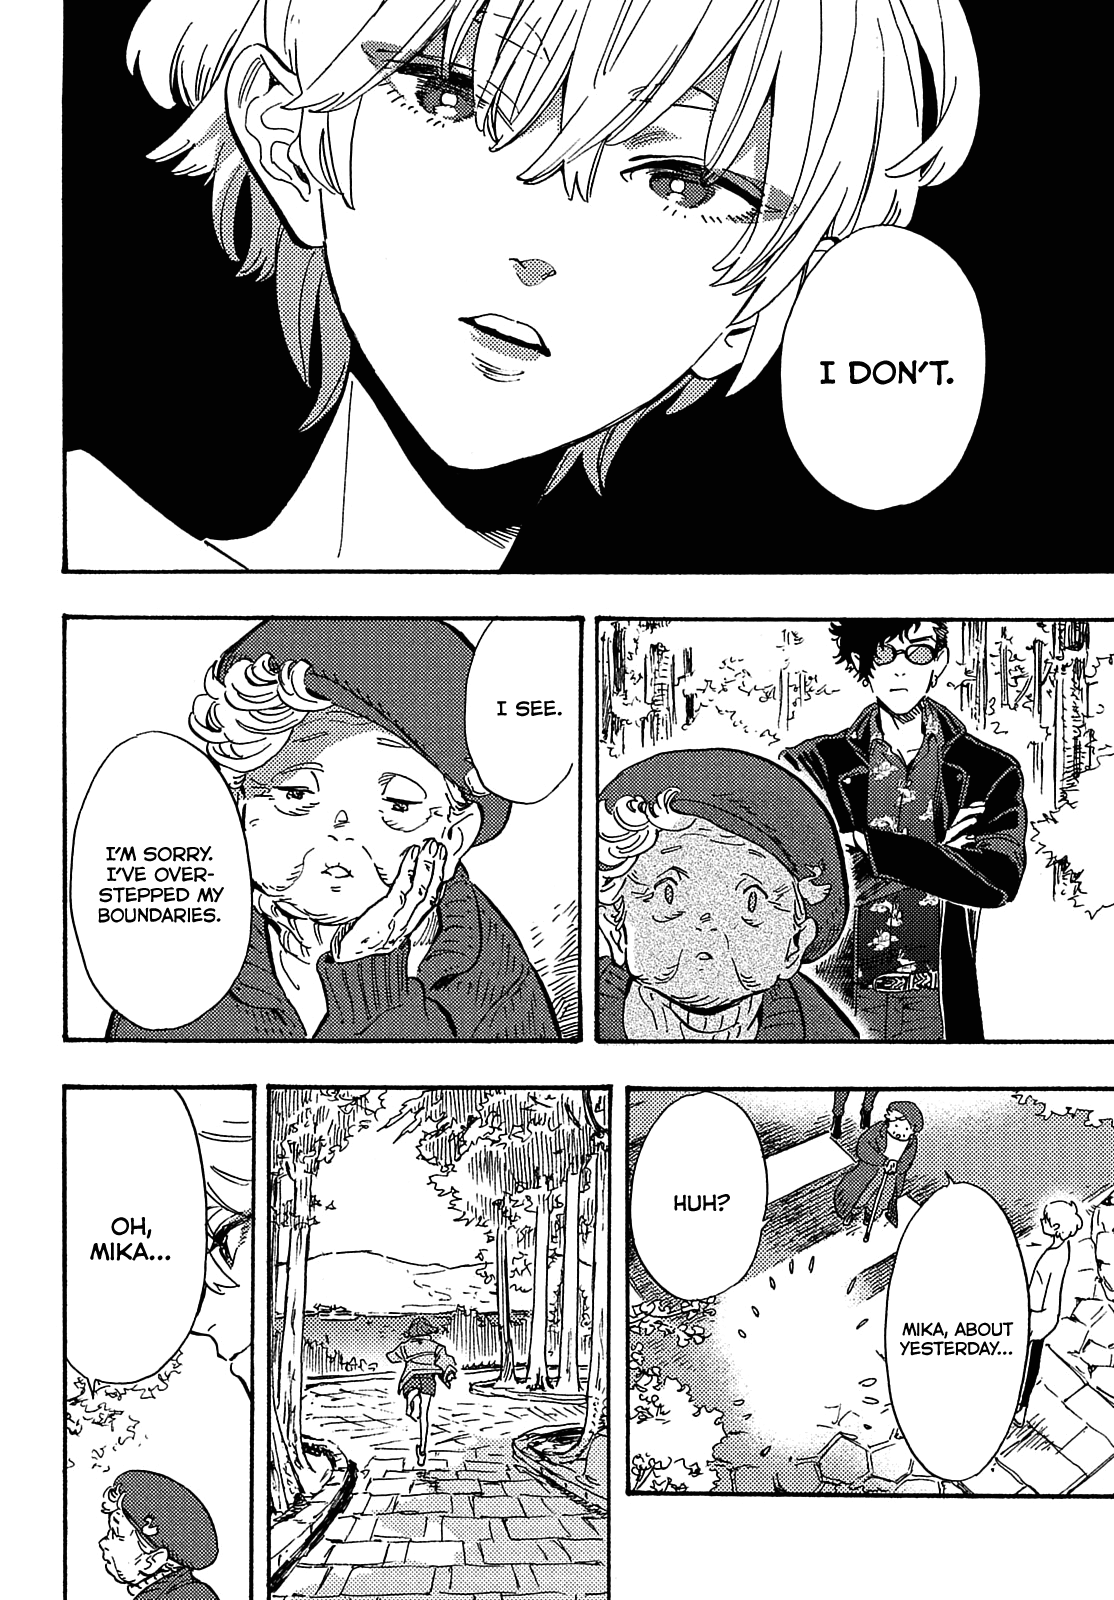 I DON'T.
I SEE.
I'M SORRY.
I'VE OVER-
STEPPED MY
BOUNDARIES.
MIKA, ABOUT
YESTERDAY...
HUH?
OH,
MIKA...